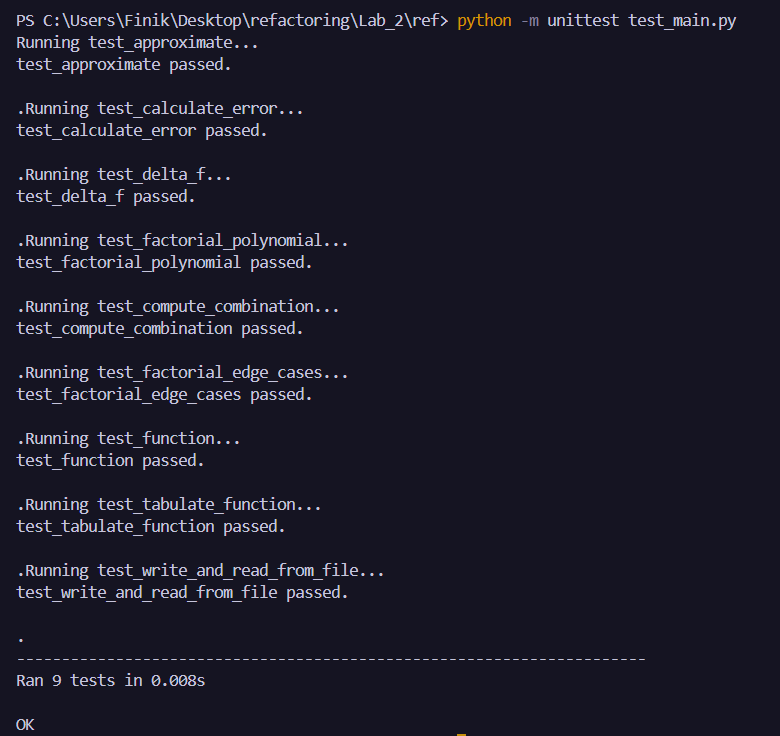 PS C:\Users\Finik\Desktop\refactoring\Lab_2\ref> python -m unittest test_main.py
Running test_approximate...
test_approximate passed.
.Running test_calculate_error...
test_calculate_error passed.
.Running test_delta_f...
test_delta_f passed.
.Running test_factorial_polynomial...
test_factorial_polynomial passed.
.Running test_compute_combination...
test_compute_combination passed.
.Running test_factorial_edge_cases...
test_factorial_edge_cases passed.
.Running test_function...
test_function passed.
.Running test_tabulate_function...
test_tabulate_function passed.
.Running test_write_and_read_from_file...
test_write_and_read_from_file passed.
.
----------------------------------------------------------------------
Ran 9 tests in 0.008s
OK